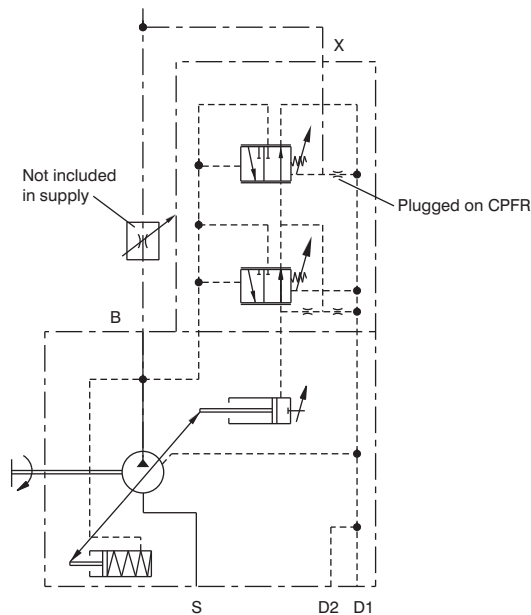 X
Not included
in supply
Plugged on CPFR
B
S
D2
D1